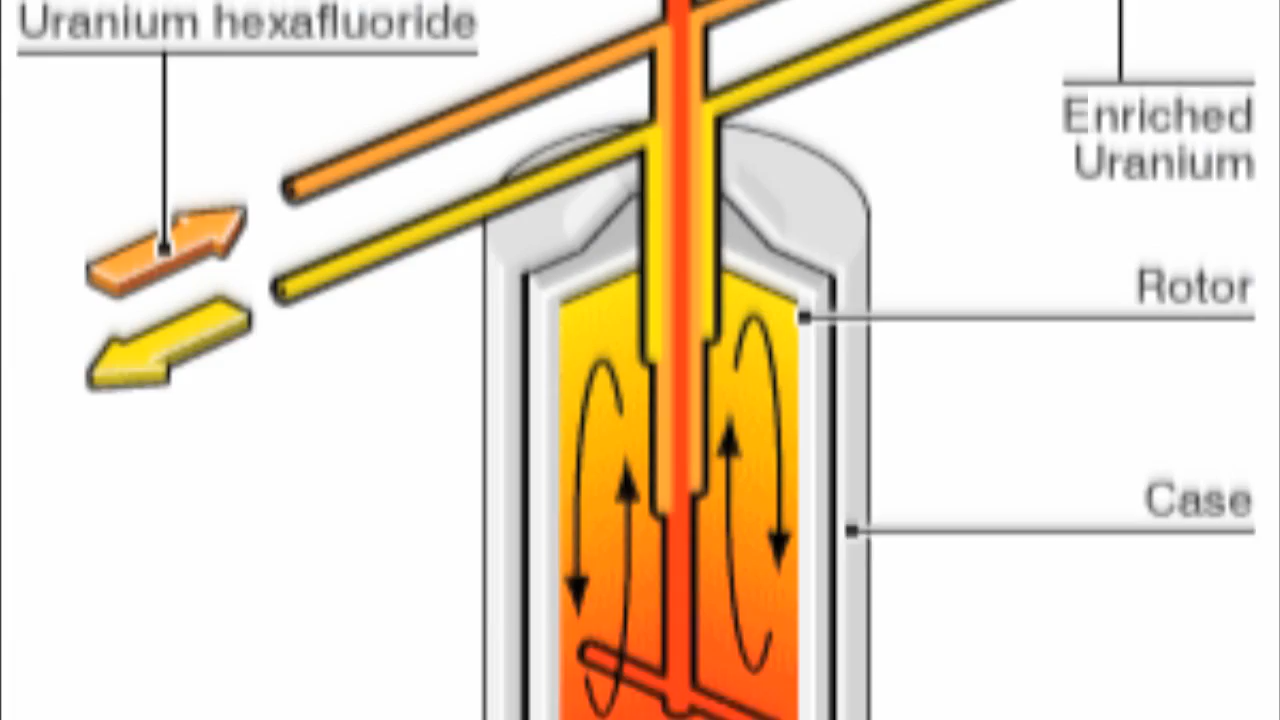 Uranium hexafluoride
Enriched
Uranium
Rotor
Case